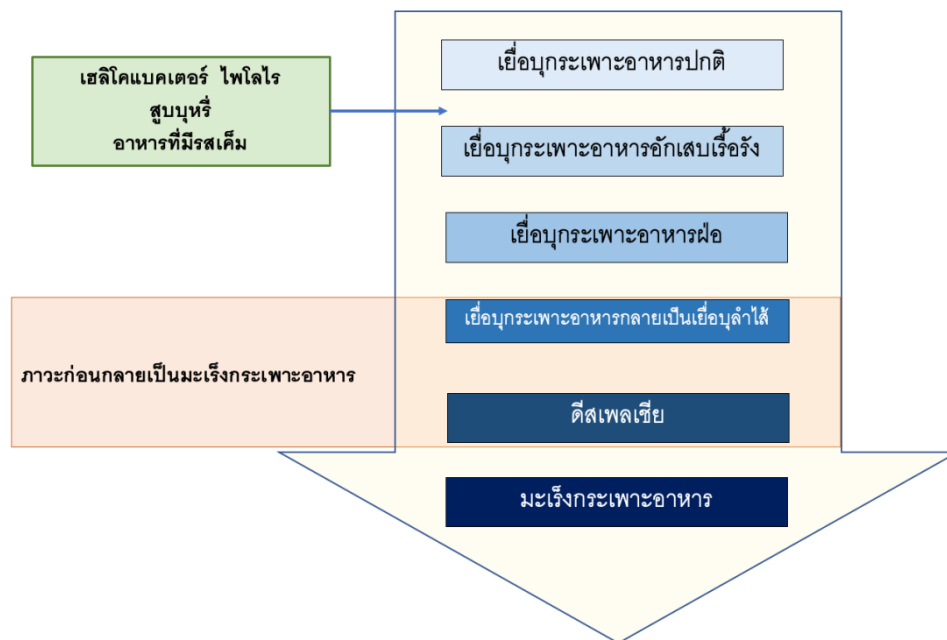 เยื่อบุกระเพาะอาหารปกติ
เฮลิโคแบคเตอร์ ไพโลไร
สูบบุหรี่
อาหารที่มีรสเค็ม
เยื่อบุกระเพาะอาหารอักเสบเรื้อรัง
เยื่อบุกระเพาะอาหารฝ่อ
เยื่อบุกระเพาะอาหารกลายเป็นเยื่อบุลำไส้
ภาวะก่อนกลายเป็นมะเร็งกระเพาะอาหาร
ดีสเพลเซีย
มะเร็งกระเพาะอาหาร